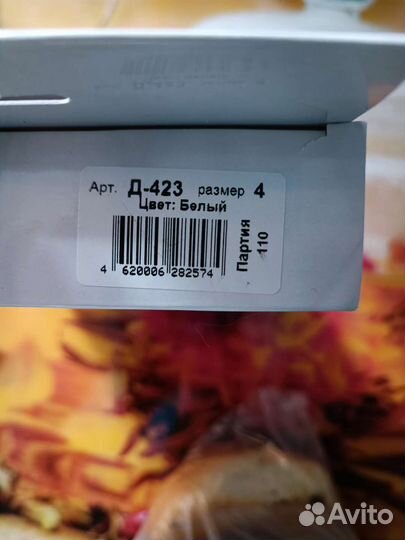 Арт. Д-423 размер 4
Цвет: Белый
4 620006 282574
Партия
110
Avito